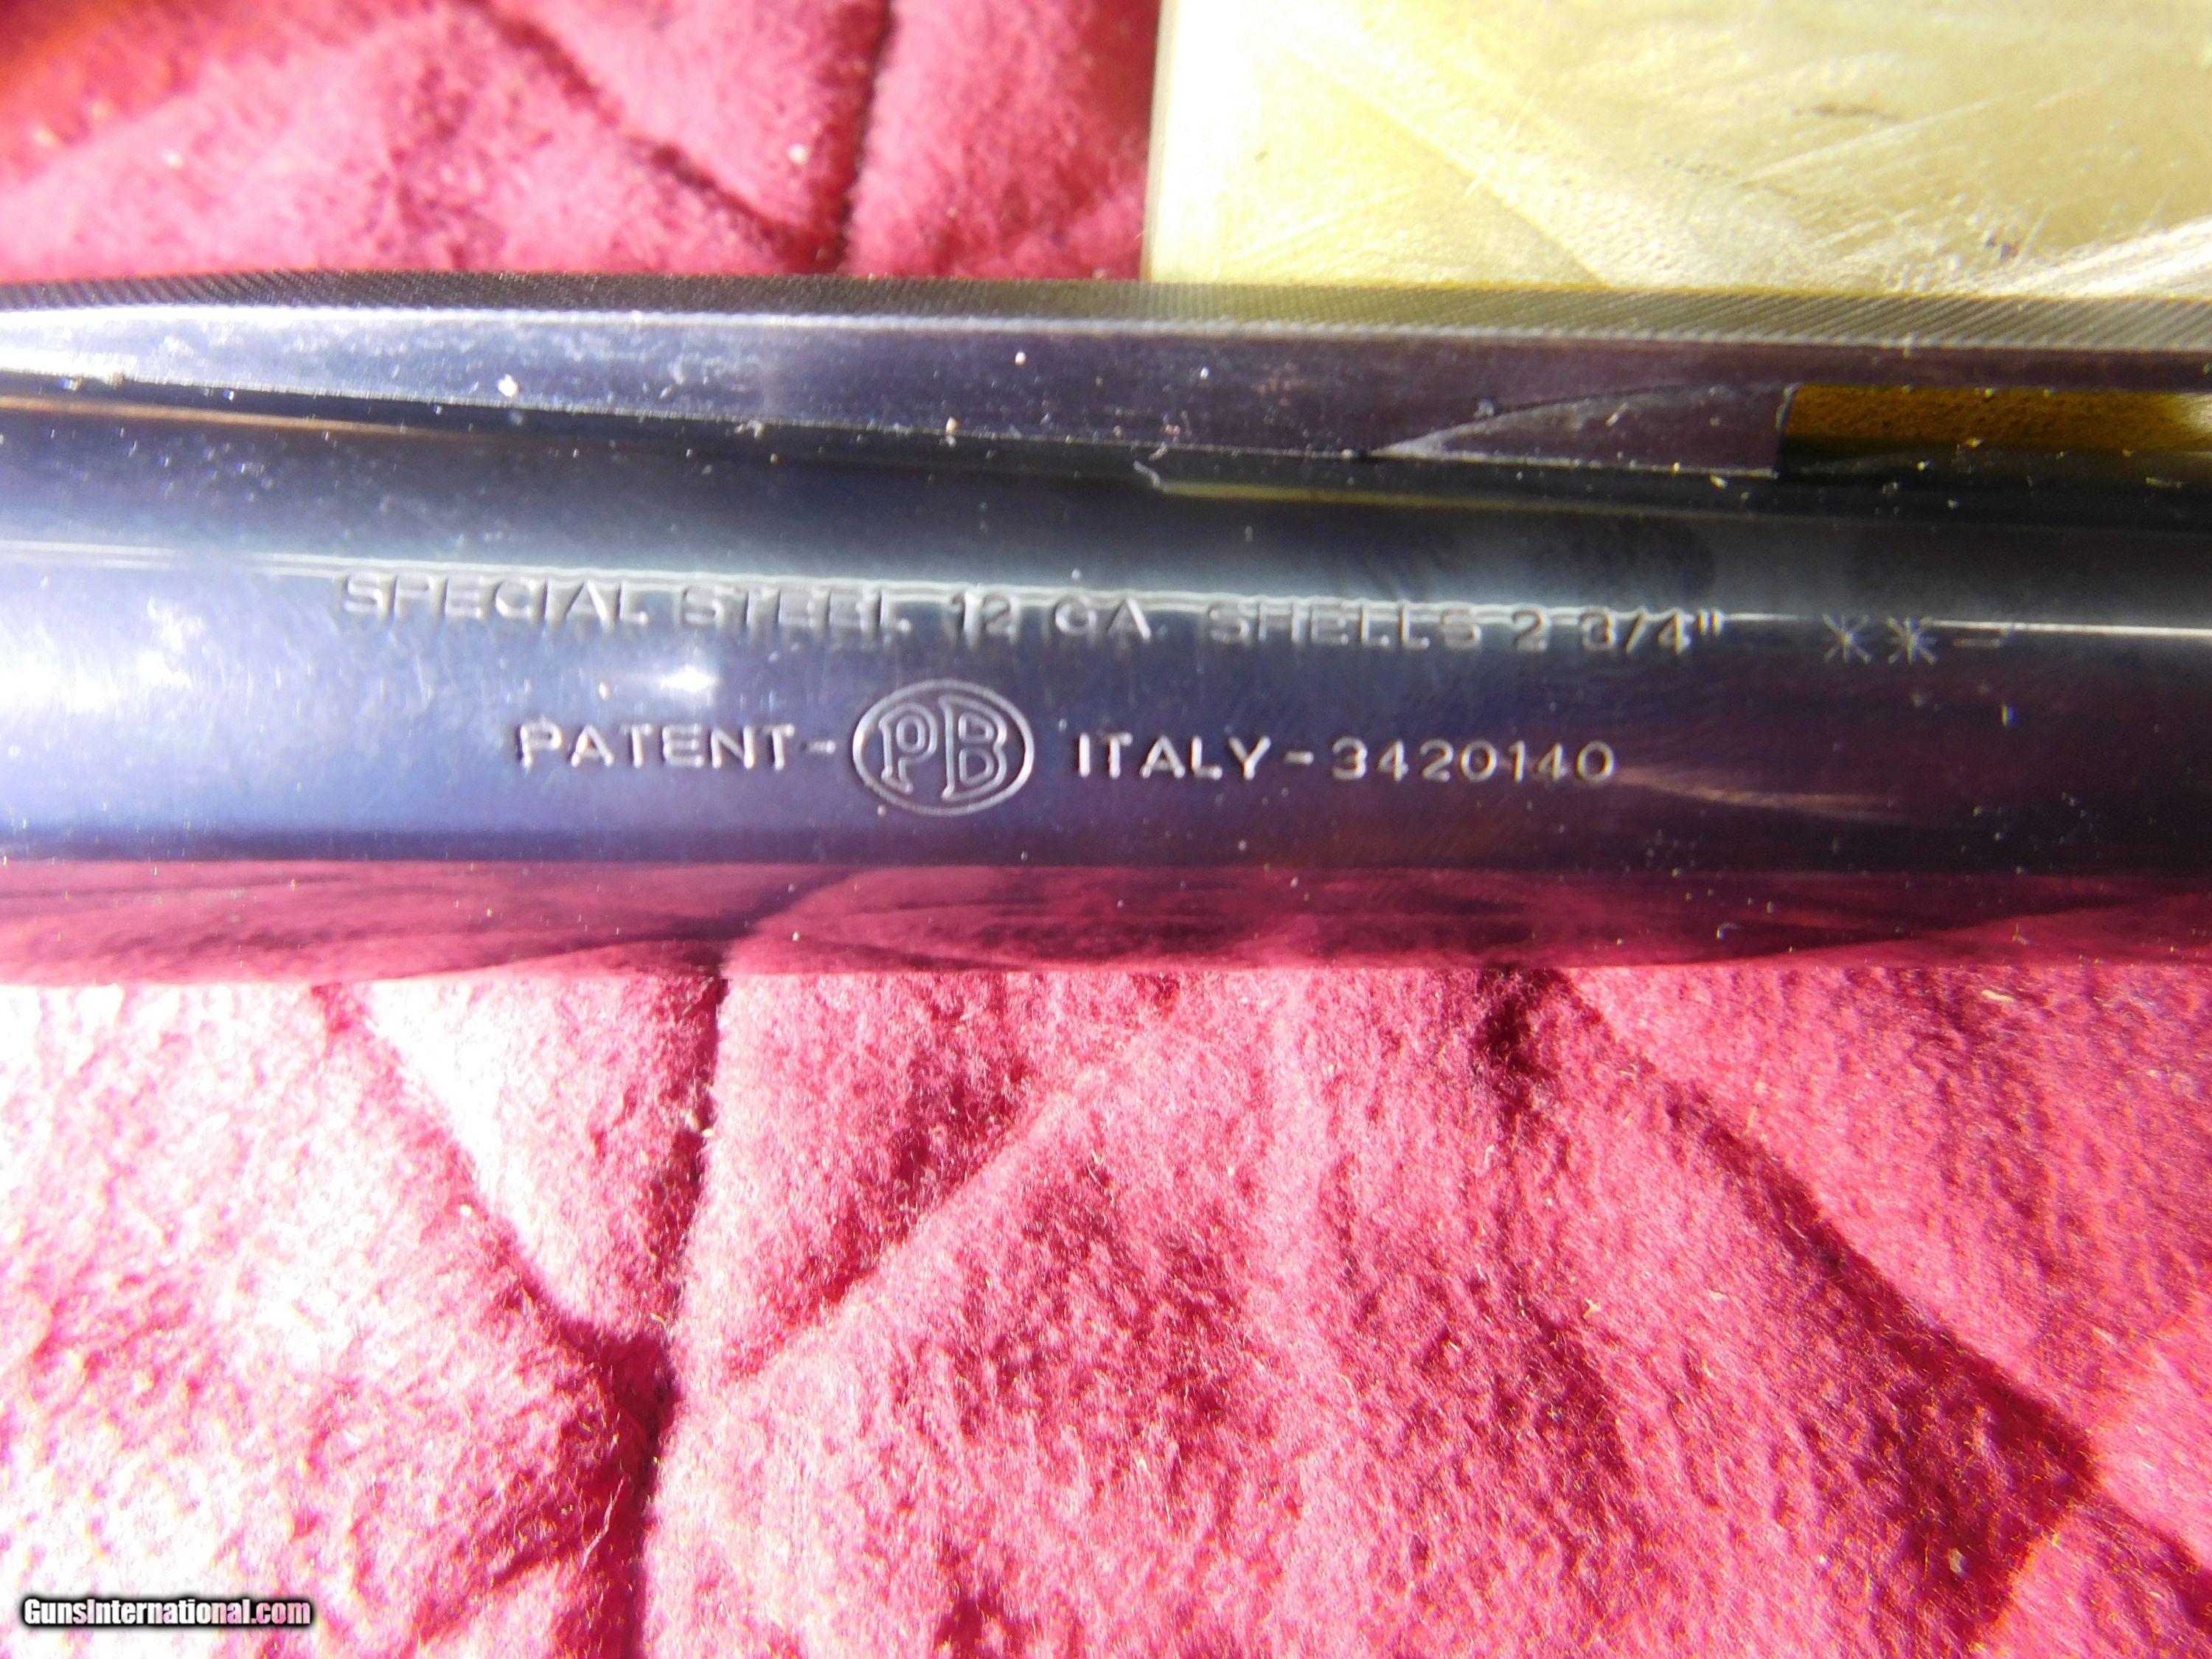 SPECIAL STEEL 12 GA. SHELLS 2 3/4" **-
PATENT - PB ITALY - 3420140
GunsInternational.com